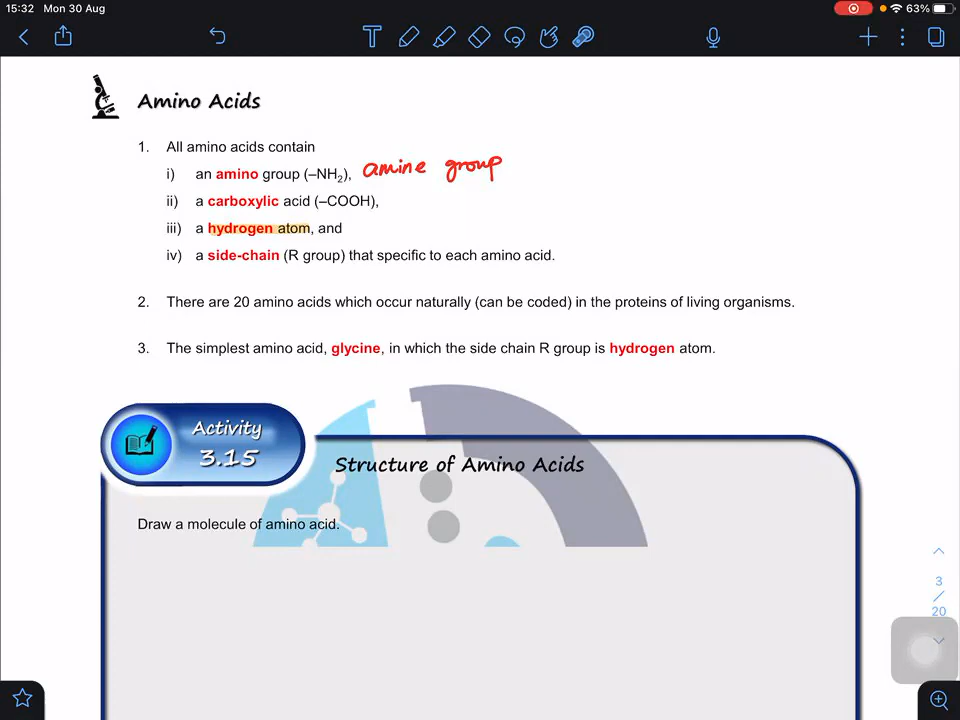 15:32 Mon 30 Aug 63%
Amino Acids
1. All amino acids contain
i) an amino group (–NH₂), amine group
ii) a carboxylic acid (–COOH),
iii) a hydrogen atom, and
iv) a side-chain (R group) that specific to each amino acid.
2. There are 20 amino acids which occur naturally (can be coded) in the proteins of living organisms.
3. The simplest amino acid, glycine, in which the side chain R group is hydrogen atom.
Activity
3.15
Structure of Amino Acids
Draw a molecule of amino acid.
3
/
20